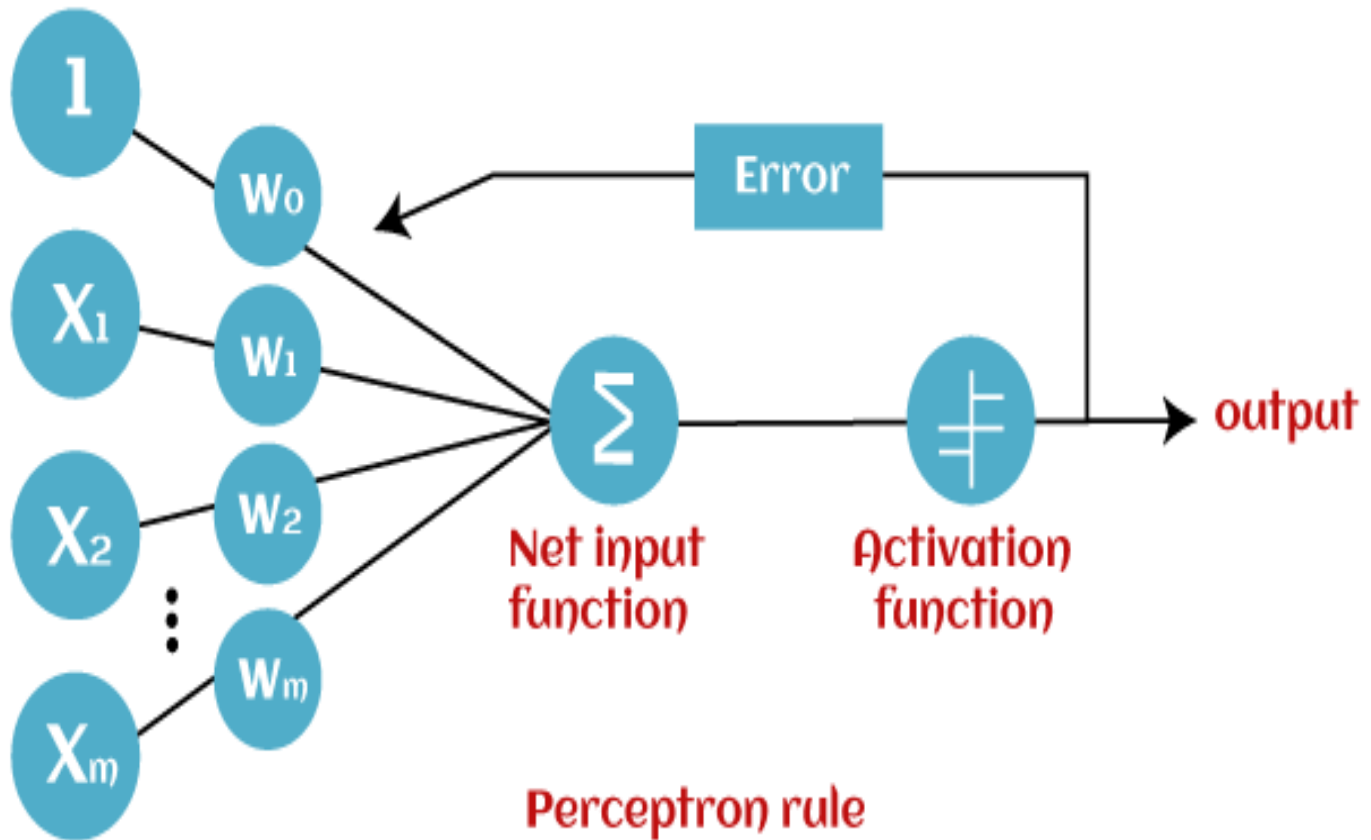 1
W₀
Error
X₁
W₁
Σ
output
X₂
W₂
Net input
function
Activation
function
Xₘ
Wₘ
Perceptron rule